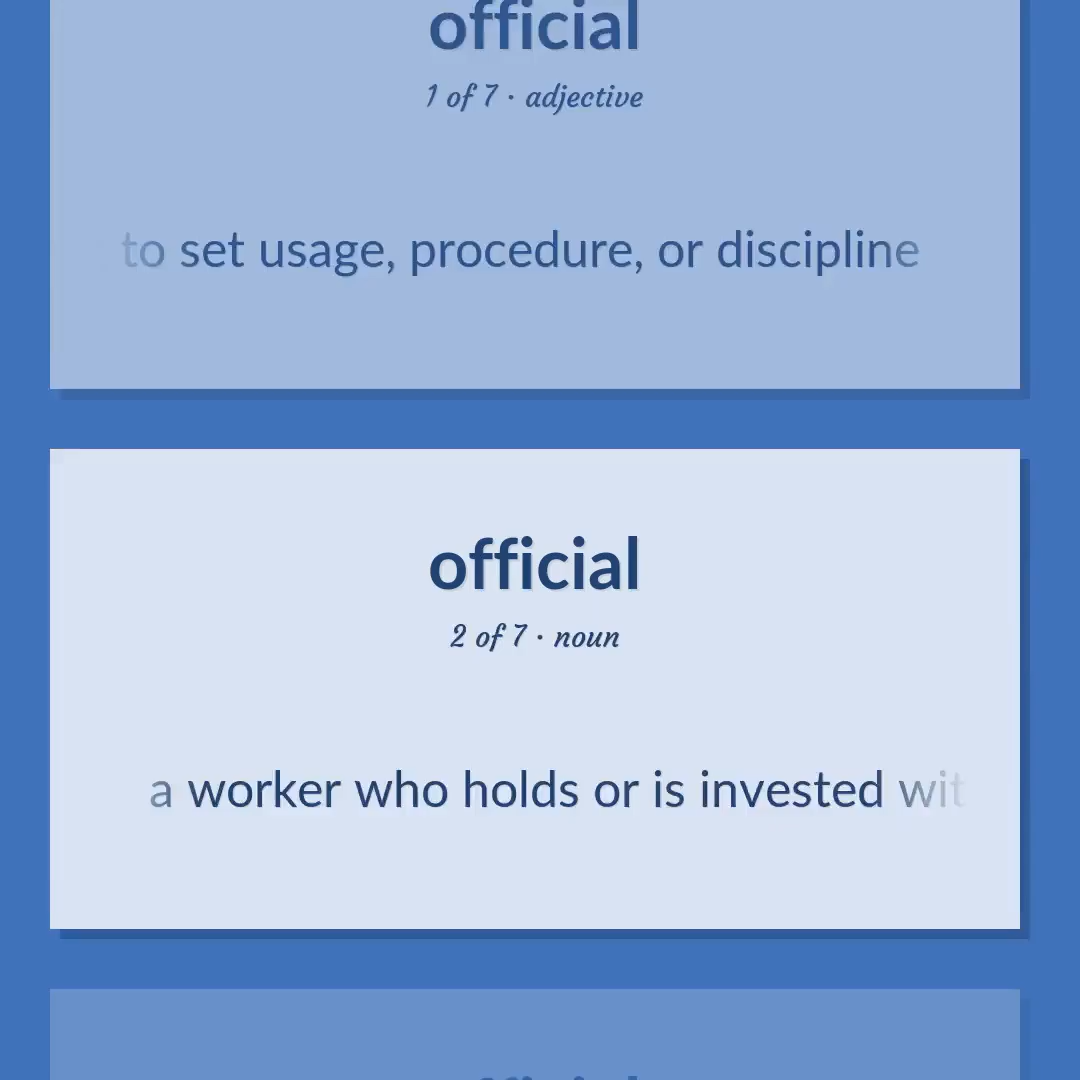 official
1 of 7 · adjective
to set usage, procedure, or discipline
official
2 of 7 · noun
a worker who holds or is invested